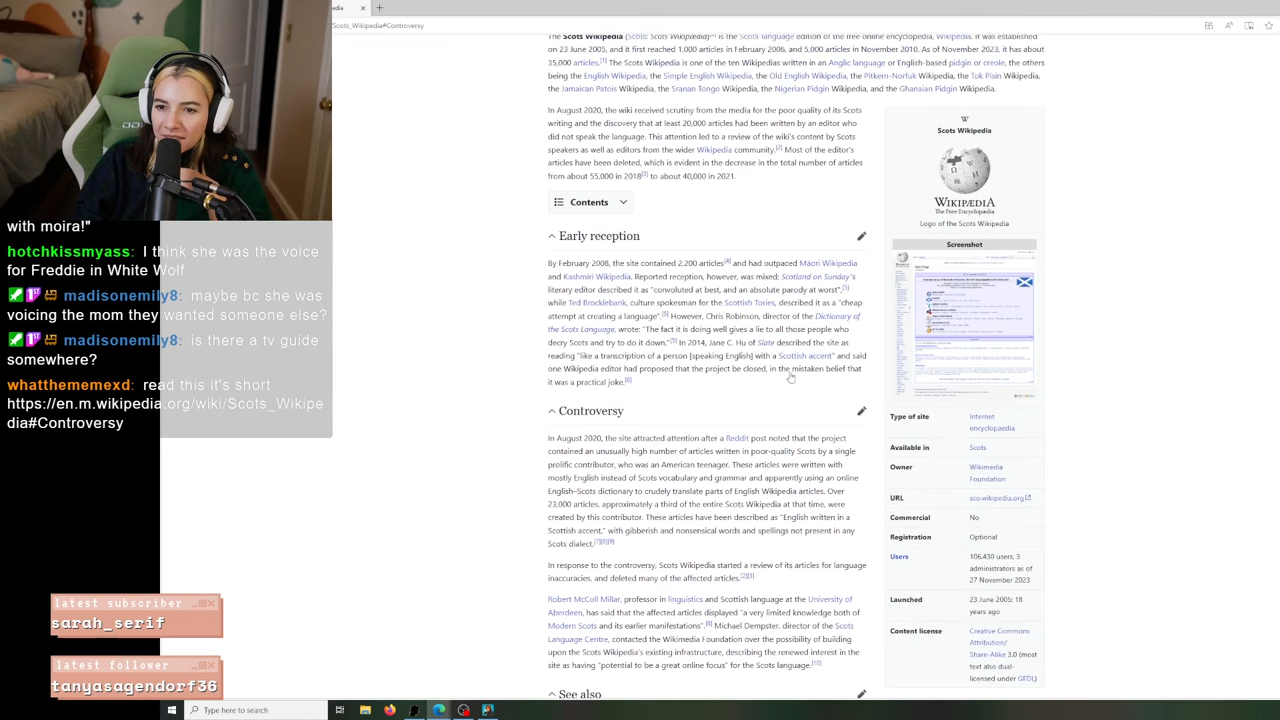 dia
Scots_Wikipedia#Controversy
The Scots Wikipedia (Scots: Scots Wikipædia) is the Scots-language edition of the free online encyclopedia, Wikipedia. It was established
on 23 June 2005, and it first reached 1,000 articles in February 2006, and 5,000 articles in November 2010. As of November 2023, it has about
35,000 articles.[1] The Scots Wikipedia is one of the ten Wikipedias written in an Anglic language or English-based pidgin or creole, the others
being the English Wikipedia, the Simple English Wikipedia, the Old English Wikipedia, the Pitkern-Norfuk Wikipedia, the Tok Pisin Wikipedia,
the Jamaican Patois Wikipedia, the Sranan Tongo Wikipedia, the Nigerian Pidgin Wikipedia, and the Ghanaian Pidgin Wikipedia.
In August 2020, the wiki received scrutiny from the media for the poor quality of its Scots
writing and the discovery that at least 20,000 articles had been written by an editor who
did not speak the language. This attention led to a review of the wiki's content by Scots
speakers as well as editors from the wider Wikipedia community.[2] Most of the editor's
articles have been deleted, which is evident in the decrease in the total number of articles
from about 55,000 in 2018[3] to about 40,000 in 2021.
Contents
Early reception
By February 2008, the site contained 2,200 articles[4] and had outpaced Māori Wikipedia
and Kashmiri Wikipedia. Reported reception, however, was mixed; Scotland on Sunday's
literary editor described it as "convoluted at best, and an absolute parody at worst",[5]
while Ted Brocklebank, culture spokesman for the Scottish Tories, described it as a "cheap
attempt at creating a language".[5] However, Chris Robinson, director of the Dictionary of
the Scots Language, wrote: "The fact it's doing well gives a lie to all those people who
decry Scots and try to do it down."[5] In 2014, Jane C. Hu of Slate described the site as
reading "like a transcription of a person [speaking English] with a Scottish accent" and said
one Wikipedia editor had proposed that the project be closed, in the mistaken belief that
it was a practical joke.[6]
Controversy
In August 2020, the site attracted attention after a Reddit post noted that the project
contained an unusually high number of articles written in poor-quality Scots by a single
prolific contributor, who was an American teenager. These articles were written with
mostly English instead of Scots vocabulary and grammar and apparently using an online
English–Scots dictionary to crudely translate parts of English Wikipedia articles. Over
23,000 articles, approximately a third of the entire Scots Wikipedia at that time, were
created by this contributor. These articles have been described as "English written in a
Scottish accent," with gibberish and nonsensical words and spellings not present in any
Scots dialect.[7][8][9]
In response to the controversy, Scots Wikipedia started a review of its articles for language
inaccuracies, and deleted many of the affected articles.[2][3]
Robert McColl Millar, professor in linguistics and Scottish language at the University of
Aberdeen, has said that the affected articles displayed "a very limited knowledge both of
Modern Scots and its earlier manifestations".[8] Michael Dempster, director of the Scots
Language Centre, contacted the Wikimedia Foundation over the possibility of building
upon the Scots Wikipedia's existing infrastructure, describing the renewed interest in the
site as having "potential to be a great online focus" for the Scots language.[10]
See also
W
Scots Wikipedia
WIKIPÆDIA
The Free Encyclopædia
Logo of the Scots Wikipedia
Screenshot
Type of site Internet
encyclopaedia
Available in Scots
Owner Wikimedia
Foundation
URL sco.wikipedia.org
Commercial No
Registration Optional
Users 106,430 users, 3
administrators as of
27 November 2023
Launched 23 June 2005; 18
years ago
Content license Creative Commons
Attribution/
Share-Alike 3.0 (most
text also dual-
licensed under GFDL)
with moira!"
hotchkissmyass: I think she was the voice
for Freddie in White Wolf
madisonemily8: maybe bc she was
voicing the mom they wanted someone else?
madisonemily8: is there a tv guide
somewhere?
whatthememezd: read this it's short
https://en.m.wikipedia.org/wiki/Scots_Wikipe
dia#Controversy
latest subscriber
sarah_serif
latest follower
tanyasagendorf36
Type here to search